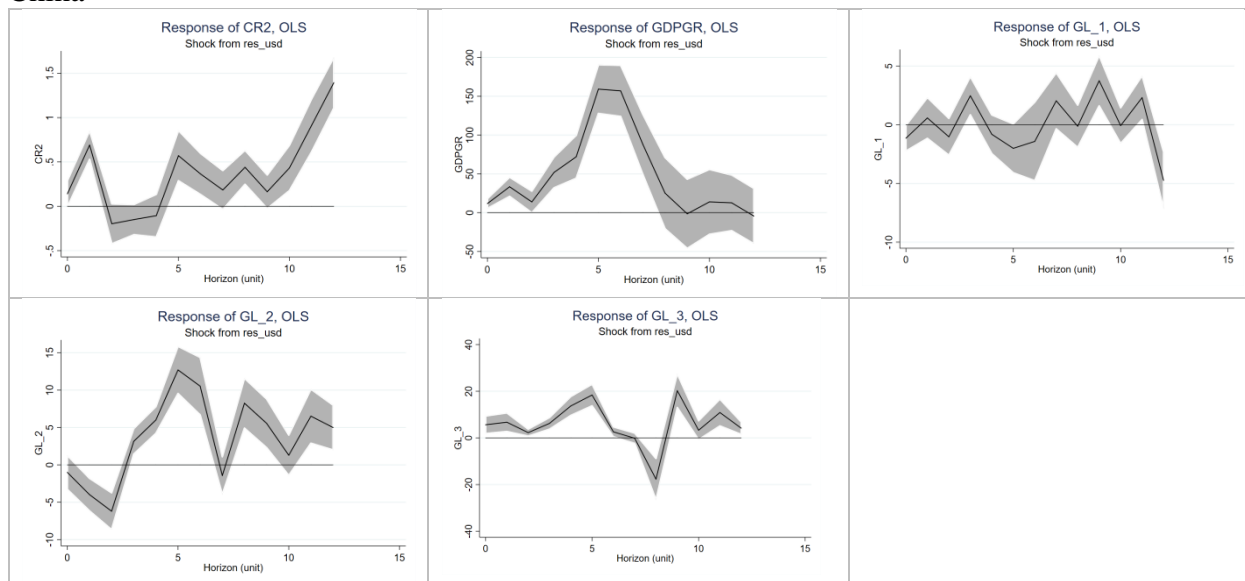 Response of CR2, OLS
Shock from res_usd
CR2
1.5
1
.5
0
-.5
0
5
10
15
Horizon (unit)
Response of GDPGR, OLS
Shock from res_usd
GDPGR
200
150
100
50
0
-50
0
5
10
15
Horizon (unit)
Response of GL_1, OLS
Shock from res_usd
GL_1
5
0
-5
-10
0
5
10
15
Horizon (unit)
Response of GL_2, OLS
Shock from res_usd
GL_2
15
10
5
0
-5
-10
0
5
10
15
Horizon (unit)
Response of GL_3, OLS
Shock from res_usd
GL_3
40
20
0
-20
-40
0
5
10
15
Horizon (unit)